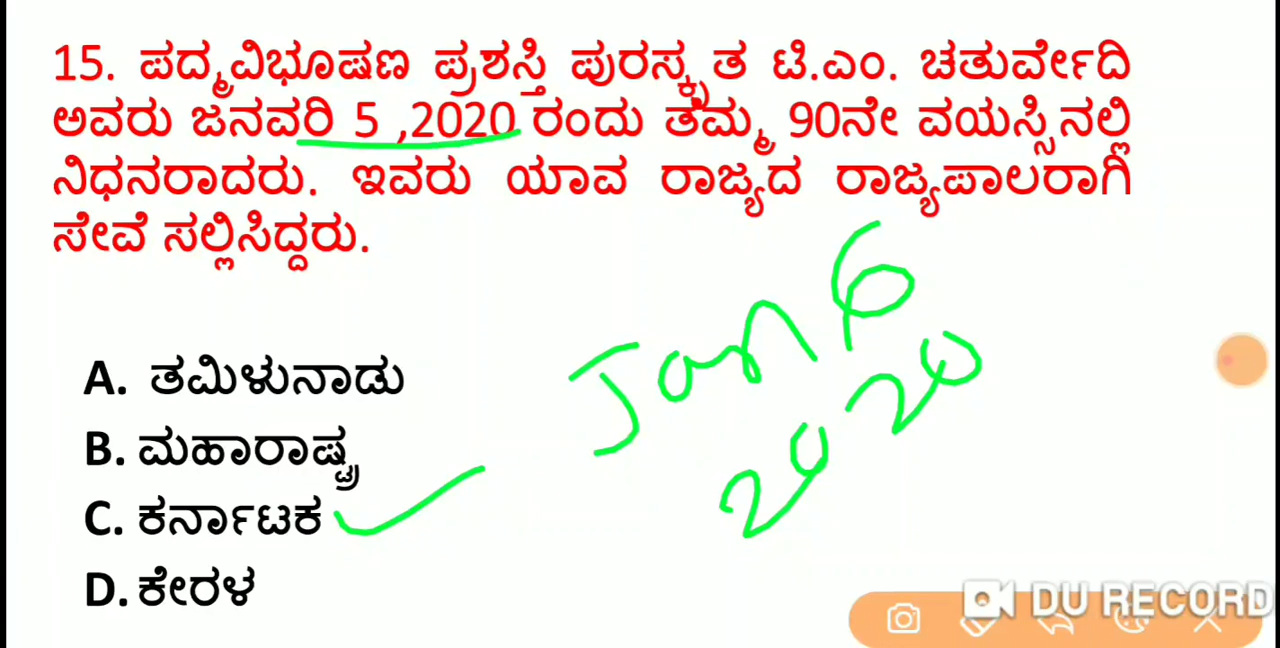 15. ಪದ್ಮವಿಭೂಷಣ ಪ್ರಶಸ್ತಿ ಪುರಸ್ಕೃತ ಟಿ.ಎಂ. ಚತುರ್ವೇದಿ
ಅವರು ಜನವರಿ 5 ,2020 ರಂದು ತಮ್ಮ 90ನೇ ವಯಸ್ಸಿನಲ್ಲಿ
ನಿಧನರಾದರು. ಇವರು ಯಾವ ರಾಜ್ಯದ ರಾಜ್ಯಪಾಲರಾಗಿ
ಸೇವೆ ಸಲ್ಲಿಸಿದ್ದರು.
A. ತಮಿಳುನಾಡು
B. ಮಹಾರಾಷ್ಟ್ರ
C. ಕರ್ನಾಟಕ
D. ಕೇರಳ
Jan 6
2020
DU RECORD